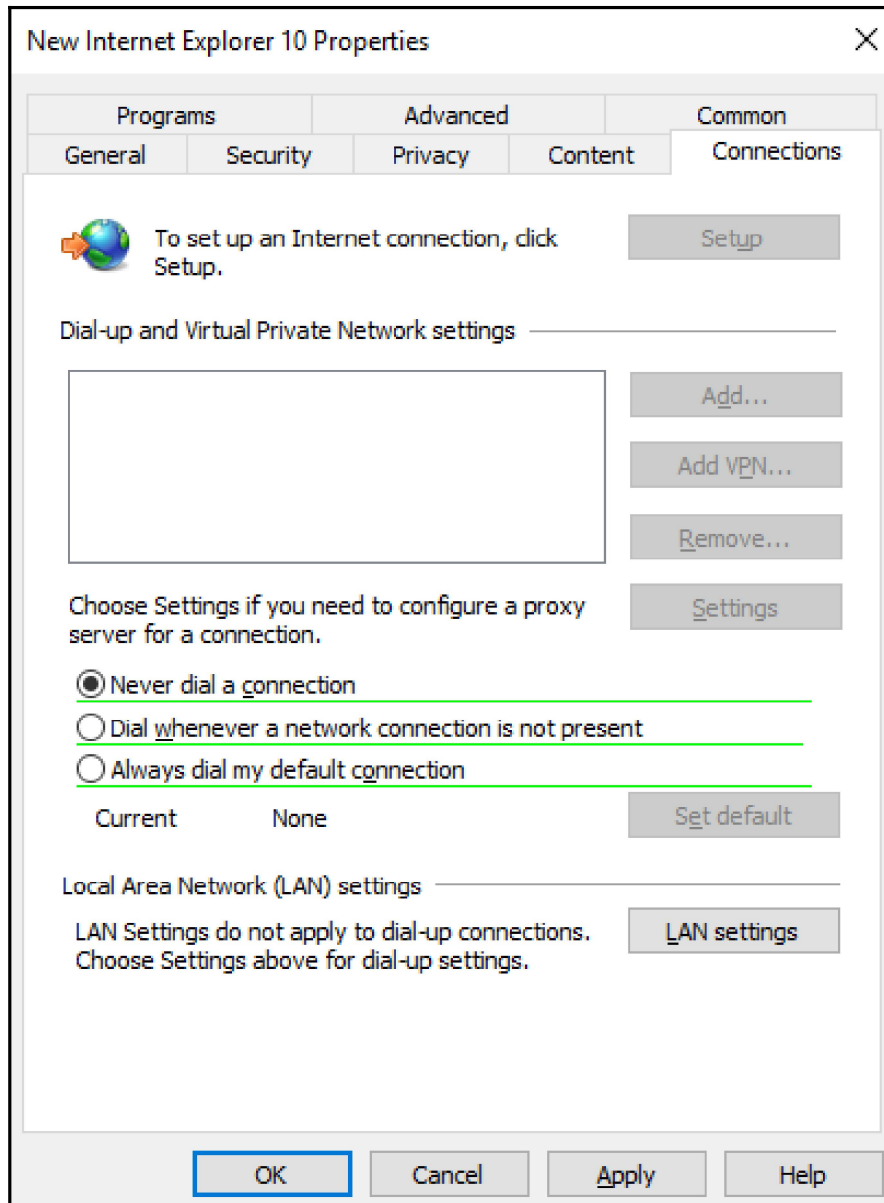 New Internet Explorer 10 Properties
Programs
Advanced
Common
General
Security
Privacy
Content
Connections
To set up an Internet connection, click
Setup.
Setup
Dial-up and Virtual Private Network settings
Add...
Add VPN...
Remove...
Choose Settings if you need to configure a proxy
server for a connection.
Settings
Never dial a connection
Dial whenever a network connection is not present
Always dial my default connection
Current
None
Set default
Local Area Network (LAN) settings
LAN Settings do not apply to dial-up connections.
Choose Settings above for dial-up settings.
LAN settings
OK
Cancel
Apply
Help